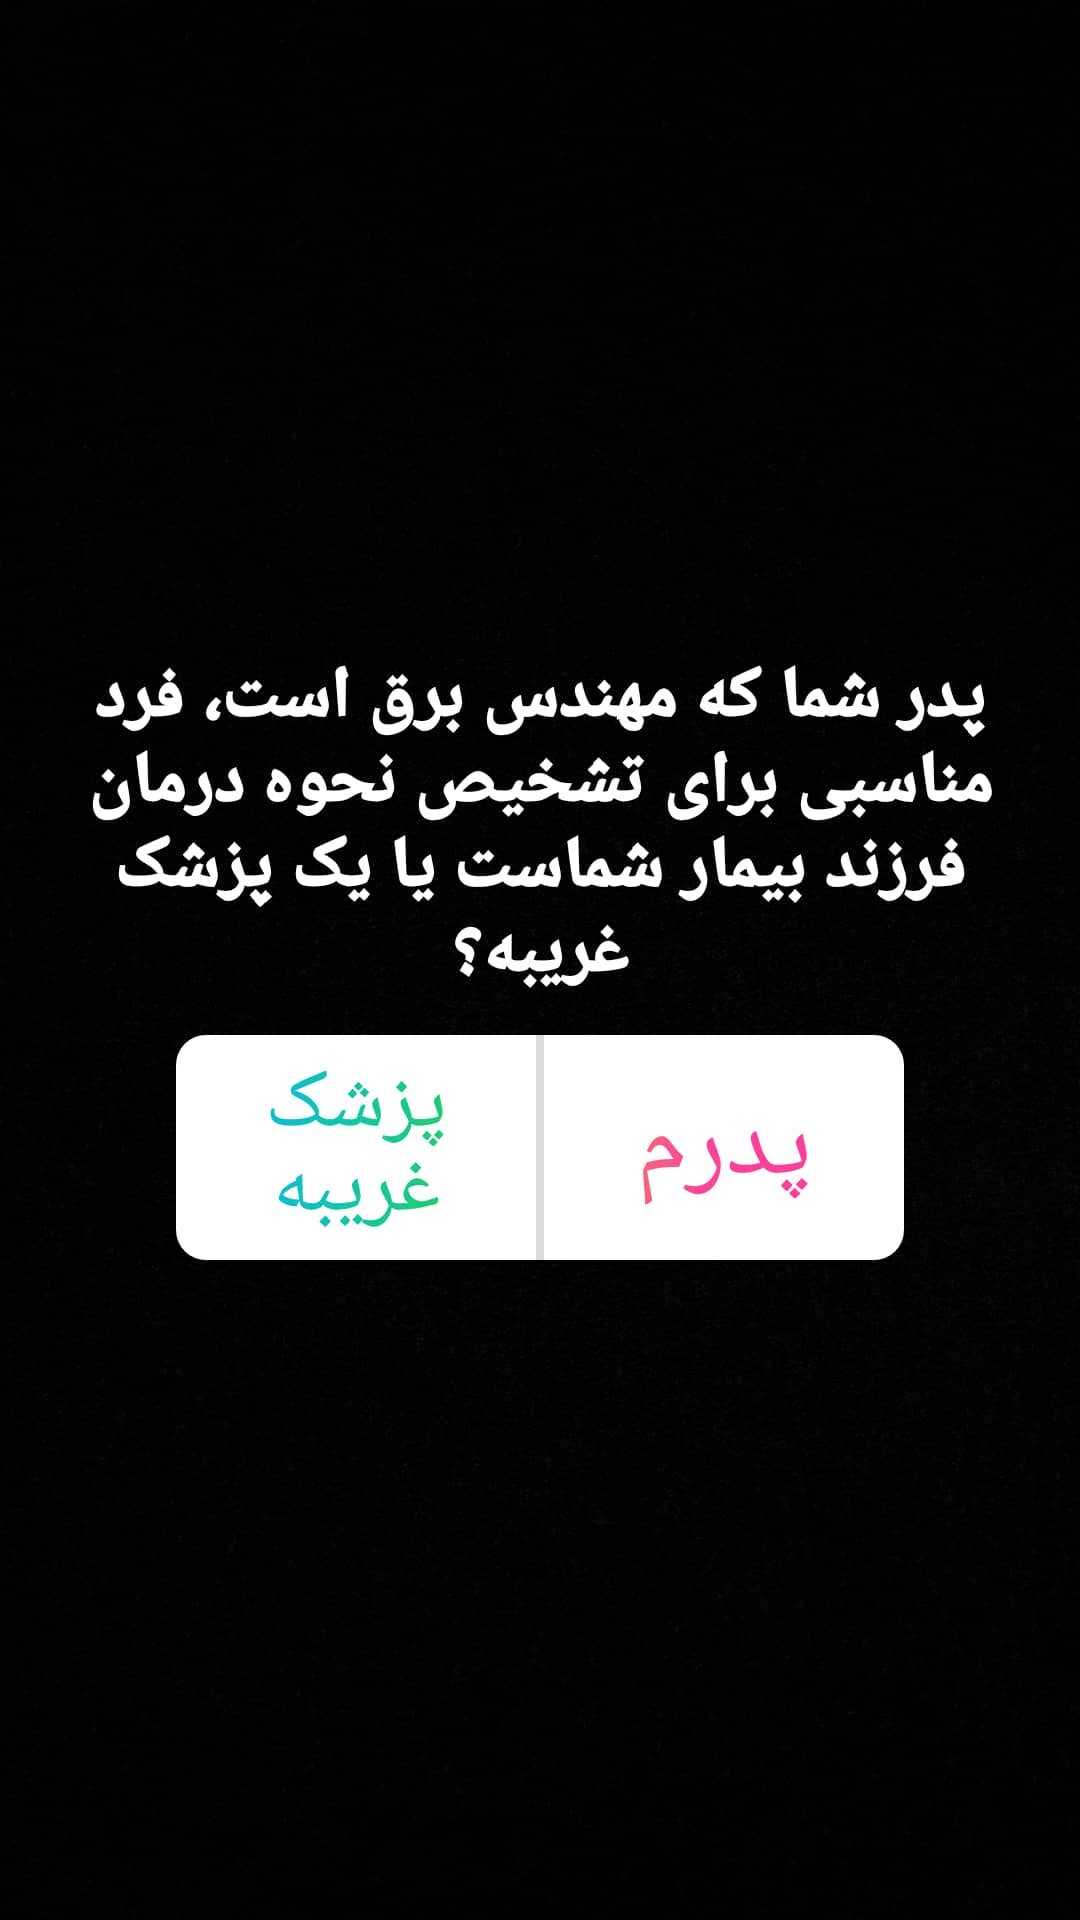 پدر شما که مهندس برق است، فرد
مناسبی برای تشخیص نحوه درمان
فرزند بیمار شماست یا یک پزشک
غریبه؟
پدرم
پزشک
غریبه